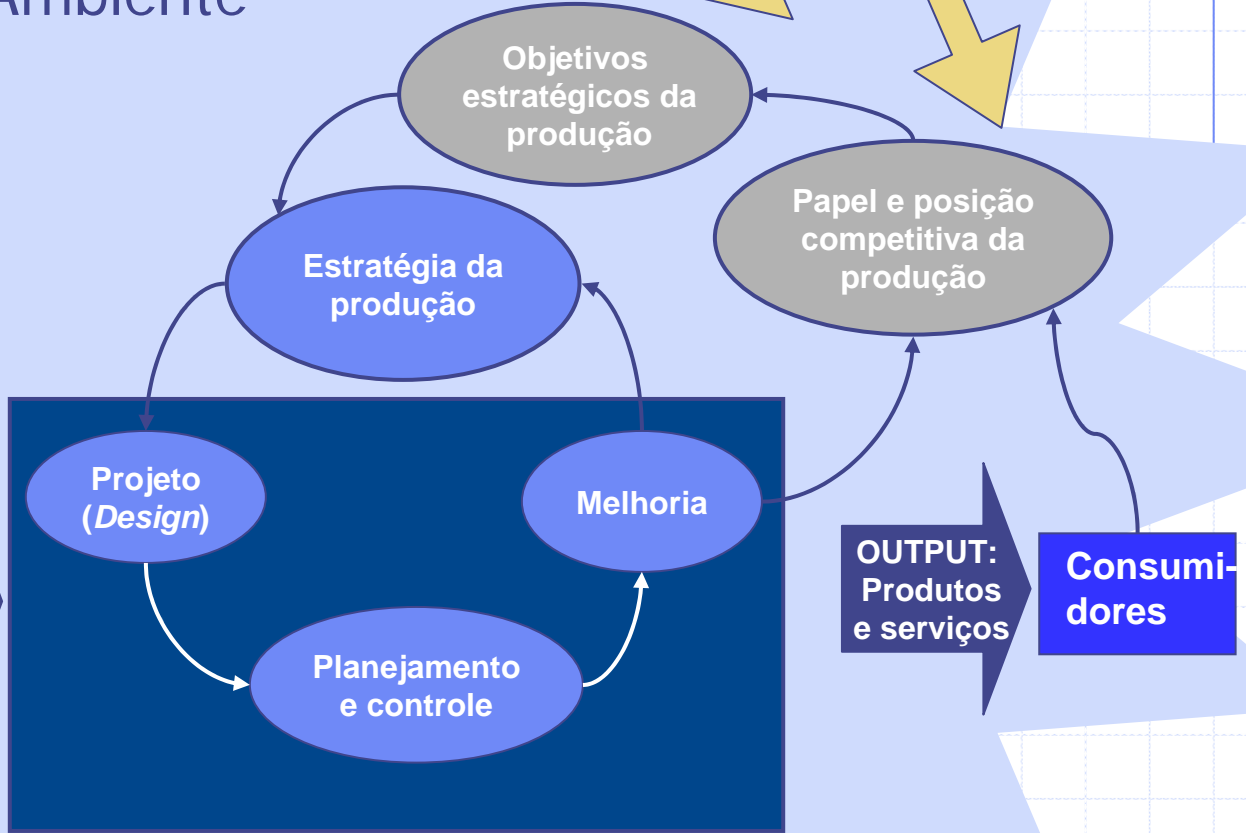 Ambiente
Objetivos
estratégicos da
produção
Papel e posição
competitiva da
produção
Estratégia da
produção
Projeto
(Design)
Melhoria
Planejamento
e controle
OUTPUT:
Produtos
e serviços
Consumi-
dores